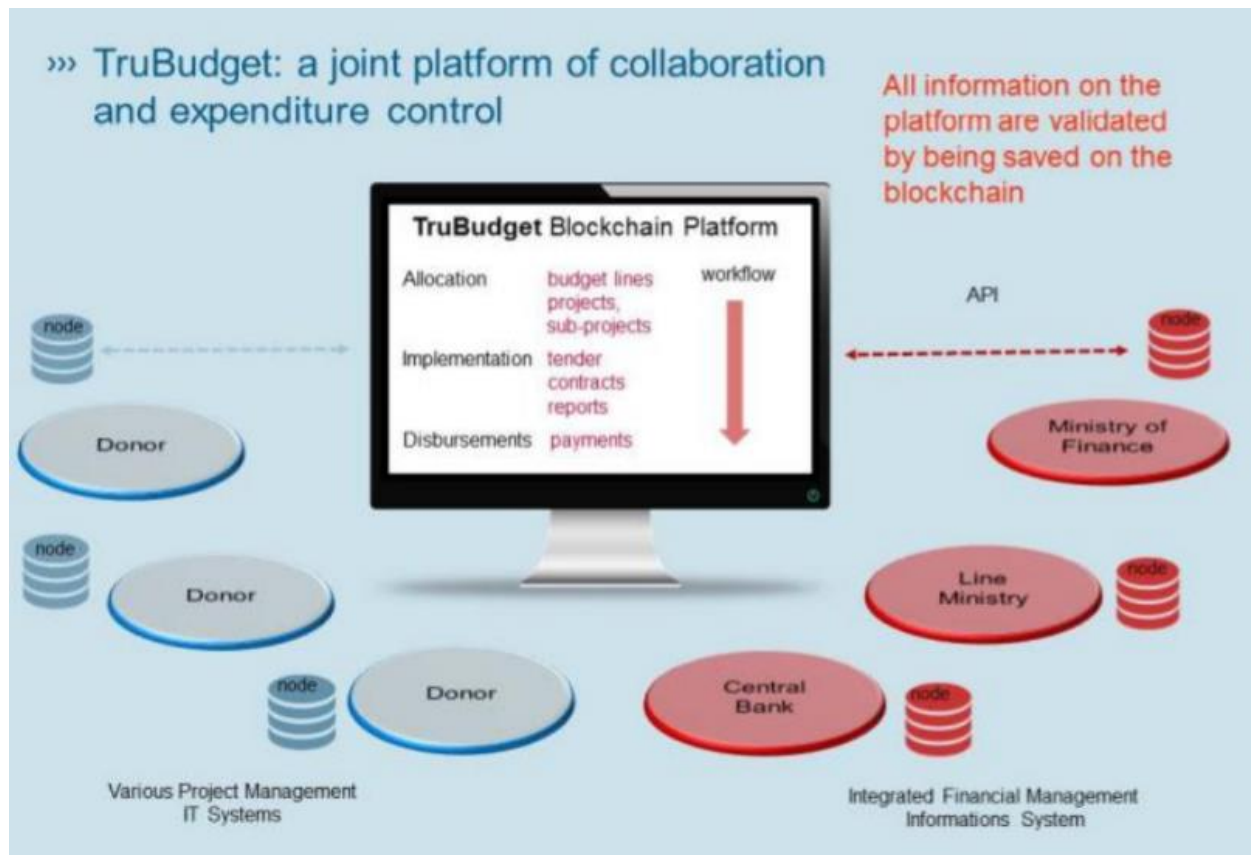 ››› TruBudget: a joint platform of collaboration
and expenditure control
All information on the
platform are validated
by being saved on the
blockchain
TruBudget Blockchain Platform
Allocation budget lines workflow
projects,
sub-projects
Implementation tender
contracts
reports
Disbursements payments
API
node
node
Donor
Ministry of
Finance
node
Donor
Line
Ministry
node
node
Donor
Central
Bank
node
Various Project Management
IT Systems
Integrated Financial Management
Informations System